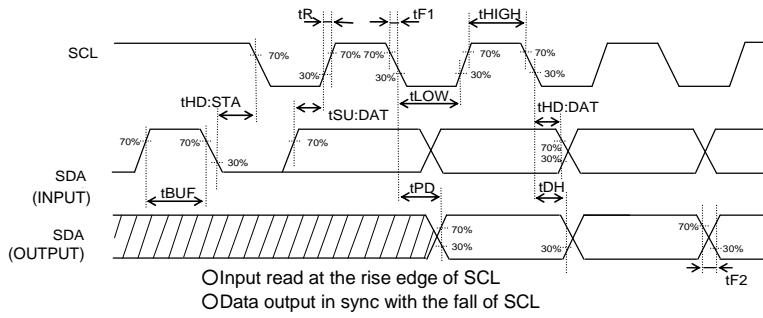 tR tF1 tHIGH
SCL
70% 70% 70% 70% 70%
30% 30% 30% 30%
tHD:STA tLOW
tSU:DAT tHD:DAT
70% 70% 70% 70%
30% 30%
SDA
(INPUT)
tBUF tPD tDH
SDA
(OUTPUT)
70% 70%
30% 30% 30%
tF2
○Input read at the rise edge of SCL
○Data output in sync with the fall of SCL